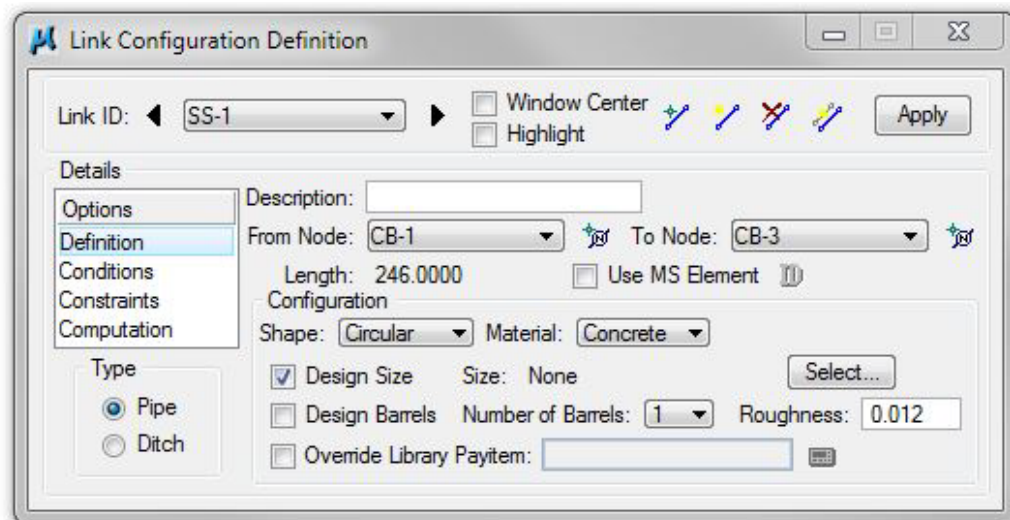 Link Configuration Definition
Link ID: SS-1
Window Center
Highlight
Apply
Details
Options
Definition
Conditions
Constraints
Computation
Type
Pipe
Ditch
Description:
From Node: CB-1 To Node: CB-3
Length: 246.0000 Use MS Element
Configuration
Shape: Circular Material: Concrete
Design Size Size: None Select...
Design Barrels Number of Barrels: 1 Roughness: 0.012
Override Library Payitem: